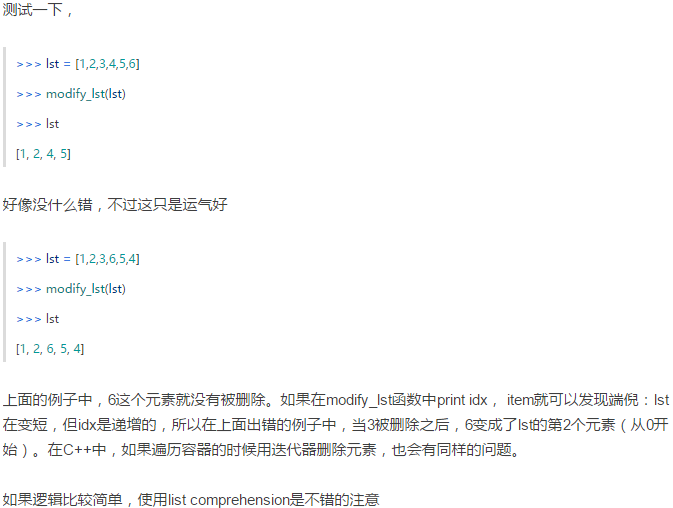 测试一下，
>>> lst = [1,2,3,4,5,6]
>>> modify_lst(lst)
>>> lst
[1, 2, 4, 5]
好像没什么错，不过这只是运气好
>>> lst = [1,2,3,6,5,4]
>>> modify_lst(lst)
>>> lst
[1, 2, 6, 5, 4]
上面的例子中，6这个元素就没有被删除。如果在modify_lst函数中print idx， item就可以发现端倪：lst
在变短，但idx是递增的，所以在上面出错的例子中，当3被删除之后，6变成了lst的第2个元素（从0开
始）。在C++中，如果遍历容器的时候用迭代器删除元素，也会有同样的问题。
如果逻辑比较简单，使用list comprehension是不错的注意